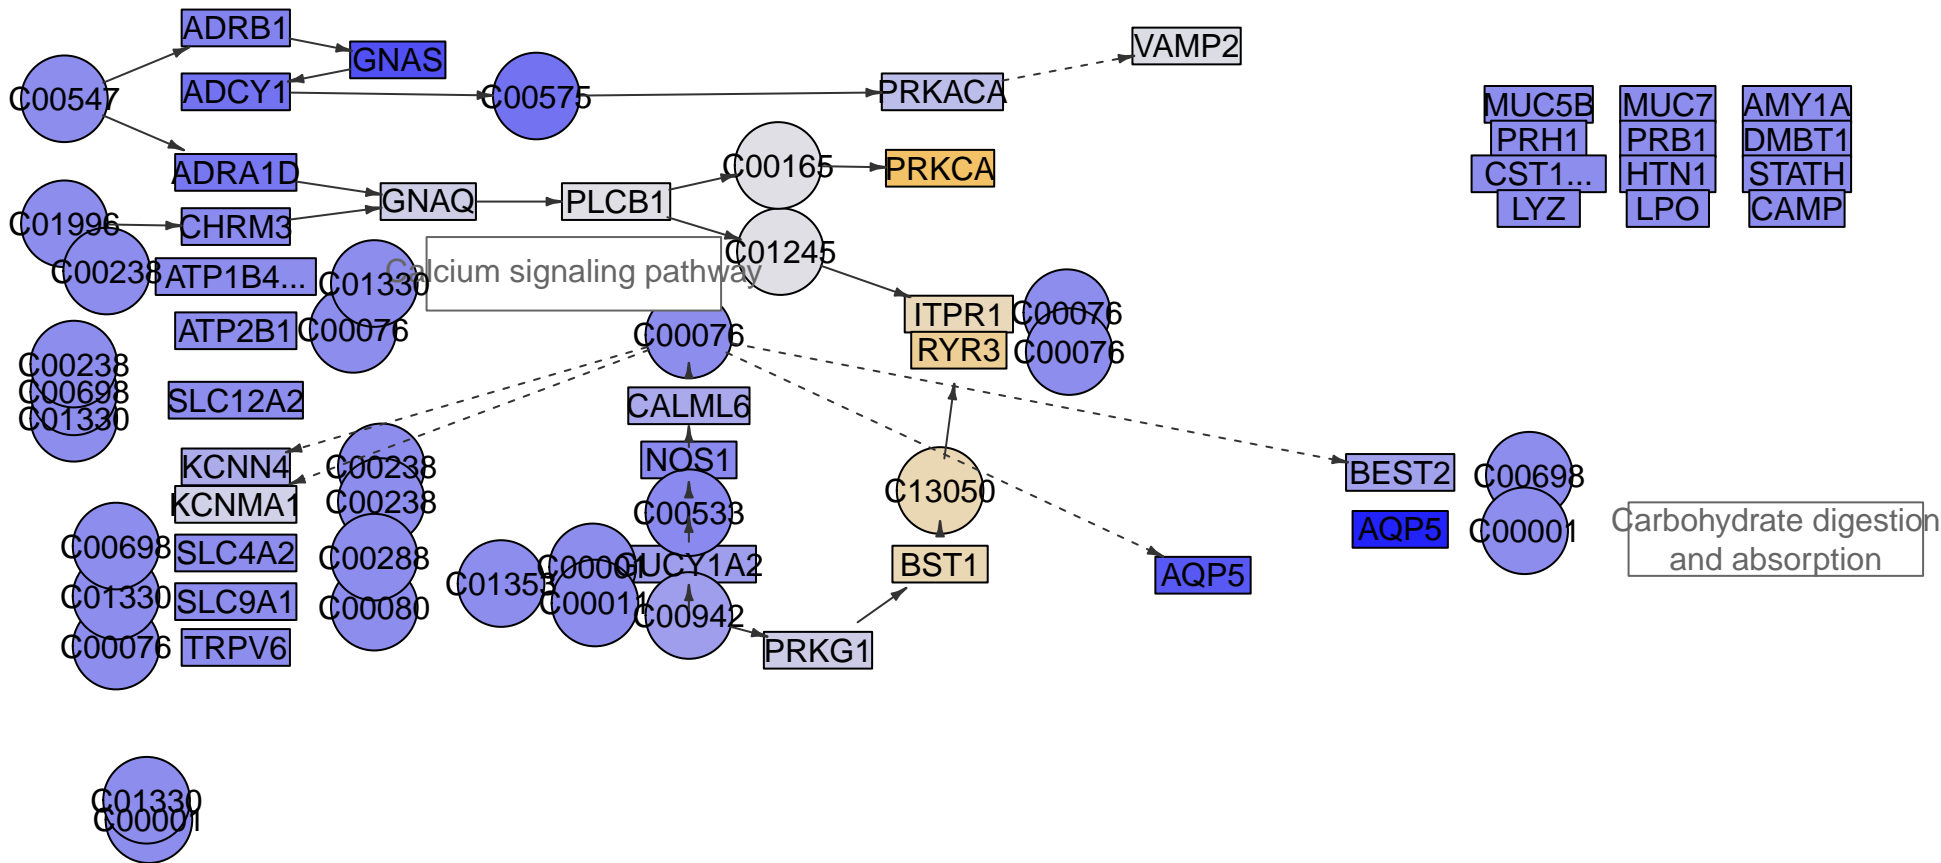 ADRB1
GNAS
VAMP2
C00547
ADCY1
C00575
PRKACA
MUC5B
MUC7
AMY1A
PRH1
PRB1
DMBT1
CST1...
HTN1
STATH
LYZ
LPO
CAMP
ADRA1D
C00165
PRKCA
GNAQ
PLCB1
C01996
CHRM3
C01245
C00238
ATP1B4...
C01330
Calcium signaling pathway
ATP2B1
C00076
C00076
ITPR1
C00076
RYR3
C00076
C00238
C00698
C01330
SLC12A2
CALML6
KCNN4
C00238
NOS1
BEST2
C00698
KCNMA1
C00238
C00533
C13050
AQP5
C00001
Carbohydrate digestion
and absorption
C00698
SLC4A2
C00288
GUCY1A2
BST1
AQP5
C01330
SLC9A1
C00080
C01353
C00001
C00011
C00942
C00076
TRPV6
PRKG1
C01330
C00001